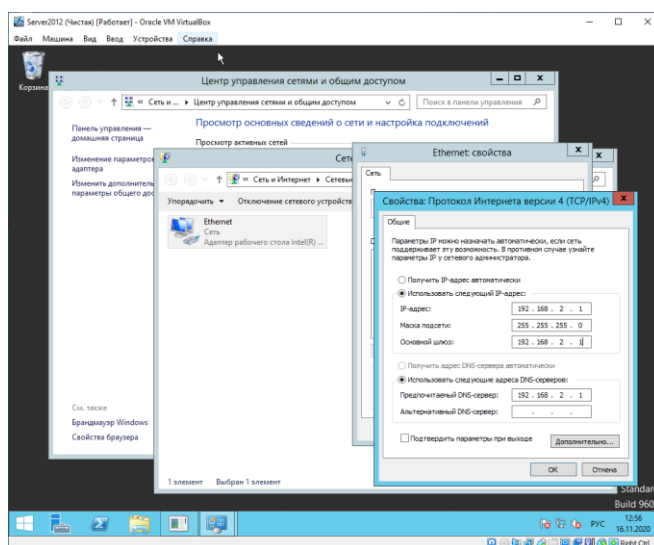 Server2012 (Чистая) [Работает] - Oracle VM VirtualBox
Файл Машина Вид Ввод Устройства Справка
Корзина
Центр управления сетями и общим доступом
« Сеть и ... ▸ Центр управления сетями и общим доступом
Поиск в панели управления
Панель управления — домашняя страница
Просмотр основных сведений о сети и настройка подключений
Просмотр активных сетей
Изменение параметров адаптера
Изменить дополнитель
параметры общего дос
Сете
« Сеть и Интернет ▸ Сетевы
Упорядочить
Отключение сетевого устройств
Ethernet
Сеть
Адаптер рабочего стола Intel(R) ...
Ethernet: свойства
Сеть
Свойства: Протокол Интернета версии 4 (TCP/IPv4)
Общие
Параметры IP можно назначать автоматически, если сеть
поддерживает эту возможность. В противном случае узнайте
параметры IP у сетевого администратора.
Получить IP-адрес автоматически
Использовать следующий IP-адрес:
IP-адрес: 192 . 168 . 2 . 1
Маска подсети: 255 . 255 . 255 . 0
Основной шлюз: 192 . 168 . 2 . 1
Получить адрес DNS-сервера автоматически
Использовать следующие адреса DNS-серверов:
Предпочитаемый DNS-сервер: 192 . 168 . 2 . 1
Альтернативный DNS-сервер: . . .
Подтвердить параметры при выходе
Дополнительно...
OK
Отмена
См. также
Брандмауэр Windows
Свойства браузера
1 элемент
Выбран 1 элемент
Standar
Build 960
РУС
12:56
16.11.2020
Right Ctrl